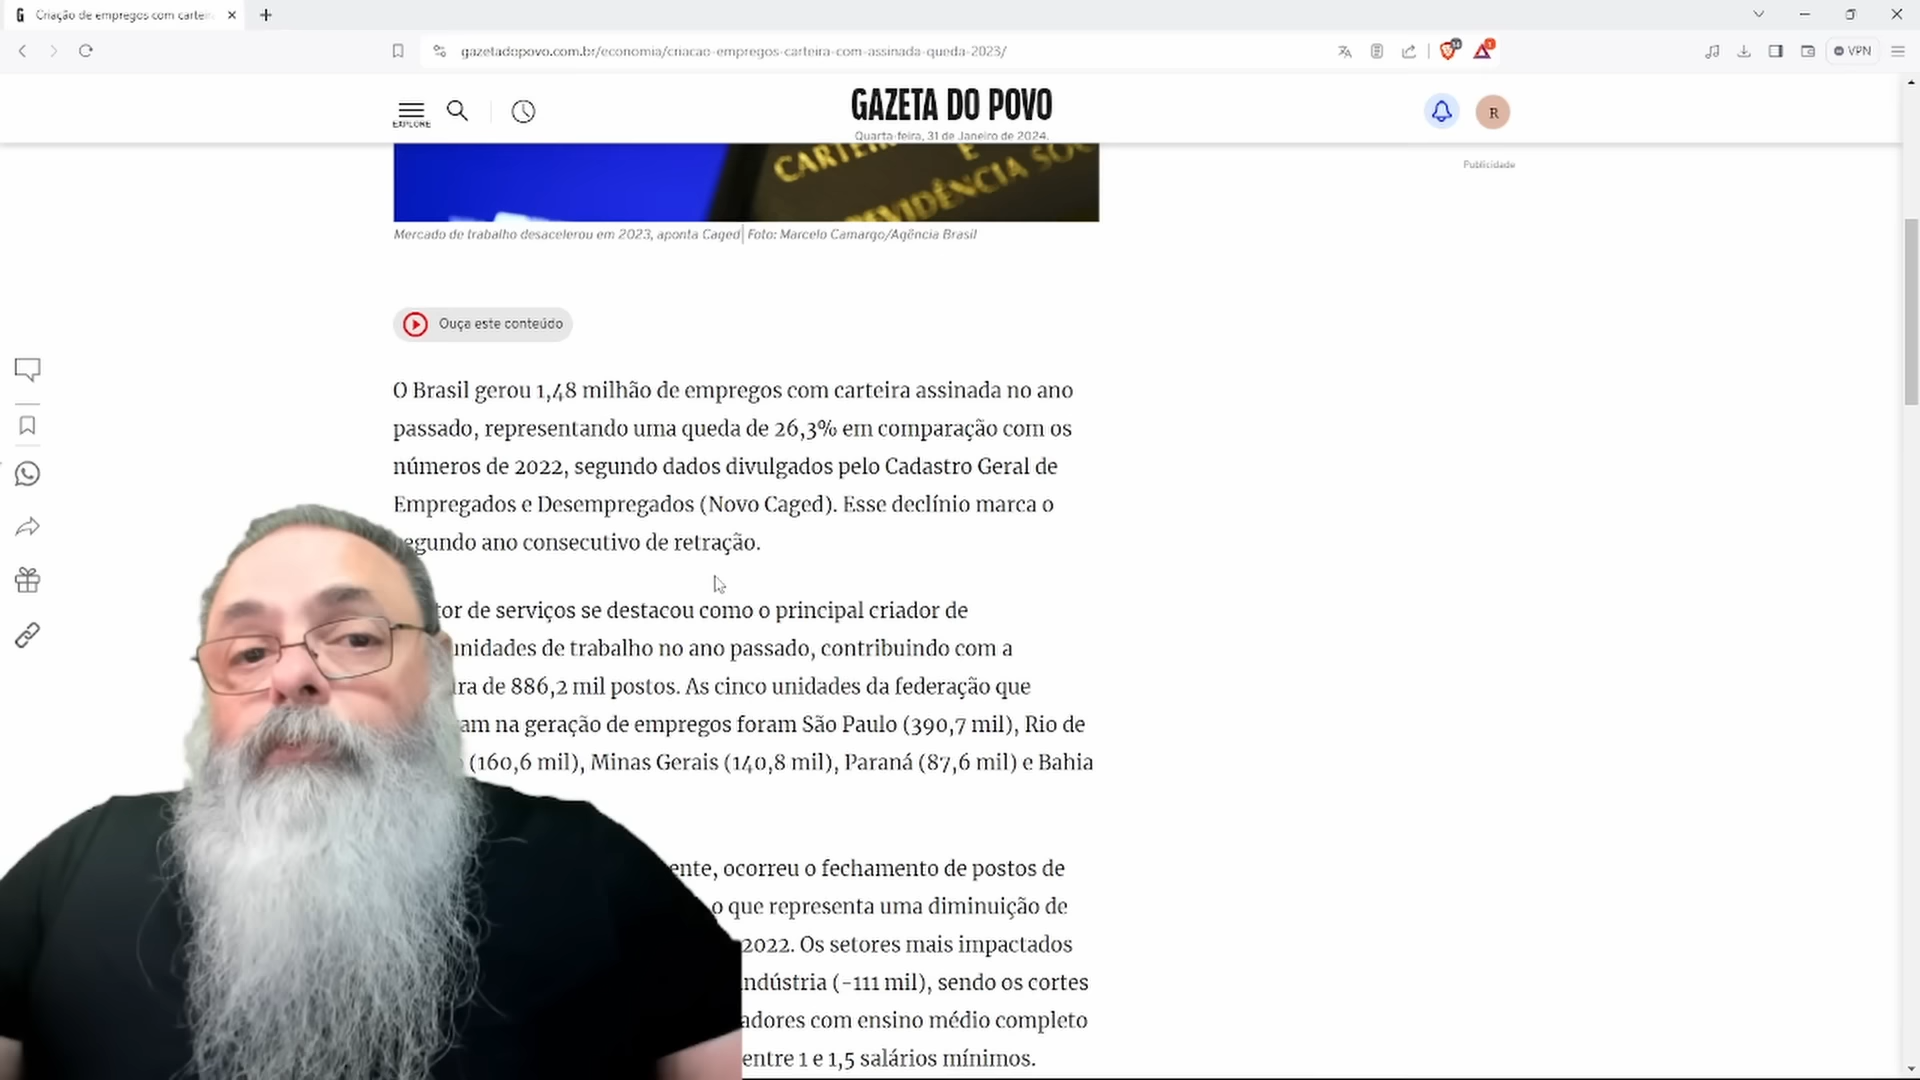 Criação de empregos com carteir
gazetadopovo.com.br/economia/criacao-empregos-carteira-com-assinada-queda-2023/
VPN
EXPLORE
GAZETA DO POVO
Quarta-feira, 31 de Janeiro de 2024.
R
Publicidade
CARTEIRA
E
PREVIDÊNCIA SOC
Mercado de trabalho desacelerou em 2023, aponta Caged| Foto: Marcelo Camargo/Agência Brasil
Ouça este conteúdo
O Brasil gerou 1,48 milhão de empregos com carteira assinada no ano
passado, representando uma queda de 26,3% em comparação com os
números de 2022, segundo dados divulgados pelo Cadastro Geral de
Empregados e Desempregados (Novo Caged). Esse declínio marca o
segundo ano consecutivo de retração.
tor de serviços se destacou como o principal criador de
unidades de trabalho no ano passado, contribuindo com a
ra de 886,2 mil postos. As cinco unidades da federação que
am na geração de empregos foram São Paulo (390,7 mil), Rio de
(160,6 mil), Minas Gerais (140,8 mil), Paraná (87,6 mil) e Bahia
ente, ocorreu o fechamento de postos de
o que representa uma diminuição de
2022. Os setores mais impactados
ndústria (-111 mil), sendo os cortes
adores com ensino médio completo
entre 1 e 1,5 salários mínimos.